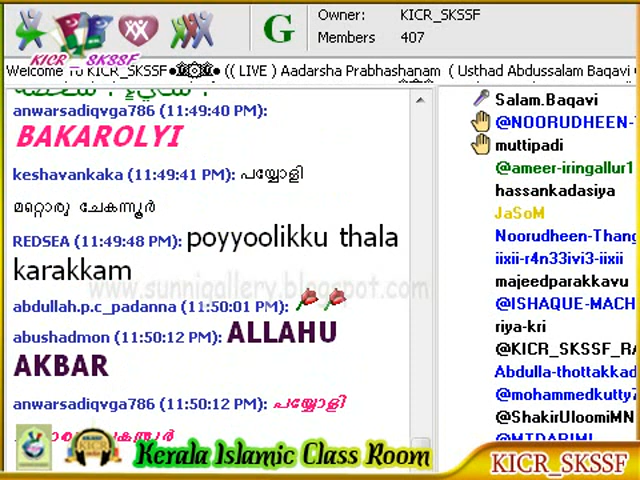 Owner: KICR_SKSSF
Members 407
G
KICR_SKSSF
Welcome To KICR_SKSSF (( LIVE ) Aadarsha Prabhashanam ( Usthad Abdussalam Baqavi
anwarsadiqvga786 (11:49:40 PM):
BAKAROLYI
keshavankaka (11:49:41 PM): പയ്യോളി
മറ്റൊരു ചേകന്നൂർ
REDSEA (11:49:48 PM): poyyoolikku thala
karakkam
www.sunnigallery.blogspot.com
abdullah.p.c_padanna (11:50:01 PM):
abushadmon (11:50:12 PM): ALLAHU
AKBAR
anwarsadiqvga786 (11:50:12 PM): പയ്യോളി
Salam.Baqavi
@NOORUDHEEN-
muttipadi
@ameer-iringallur1
hassankadasiya
JaSoM
Noorudheen-Thang
iixii-r4n33ivi3-iixii
majeedparakkavu
@ISHAQUE-MACH
riya-kri
@KICR_SKSSF_RA
Abdulla-thottakkad
@mohammedkutty7
@ShakirUloomiMN
@MIDARIMI
Kerala Islamic Class Room
KICR_SKSSF